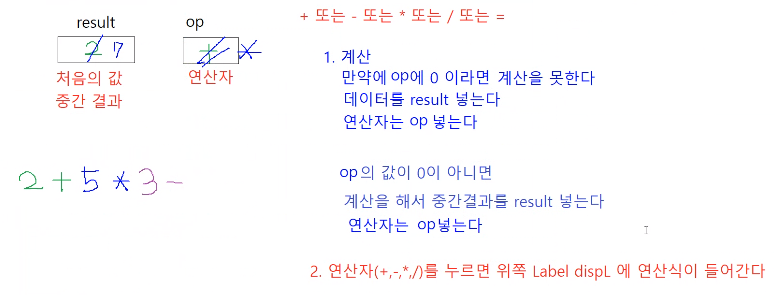 result
op
2 7
+ *
처음의 값
중간 결과
연산자
2 + 5 * 3 -
+ 또는 - 또는 * 또는 / 또는 =
1. 계산
만약에 op에 0 이라면 계산을 못한다
데이터를 result 넣는다
연산자는 op 넣는다
op의 값이 0이 아니면
계산을 해서 중간결과를 result 넣는다
연산자는 op넣는다
2. 연산자(+,-,*,/)를 누르면 위쪽 Label dispL 에 연산식이 들어간다